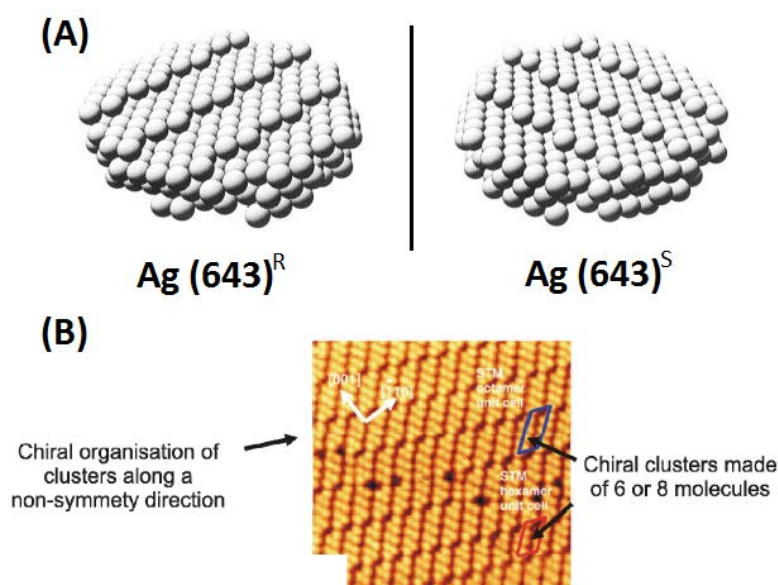 (A)
Ag (643)R
Ag (643)S
(B)
[001]
[110]
STM
octamer
unit cell
Chiral organisation of
clusters along a
non-symmety direction
STM
hexamer
unit cell
Chiral clusters made
of 6 or 8 molecules